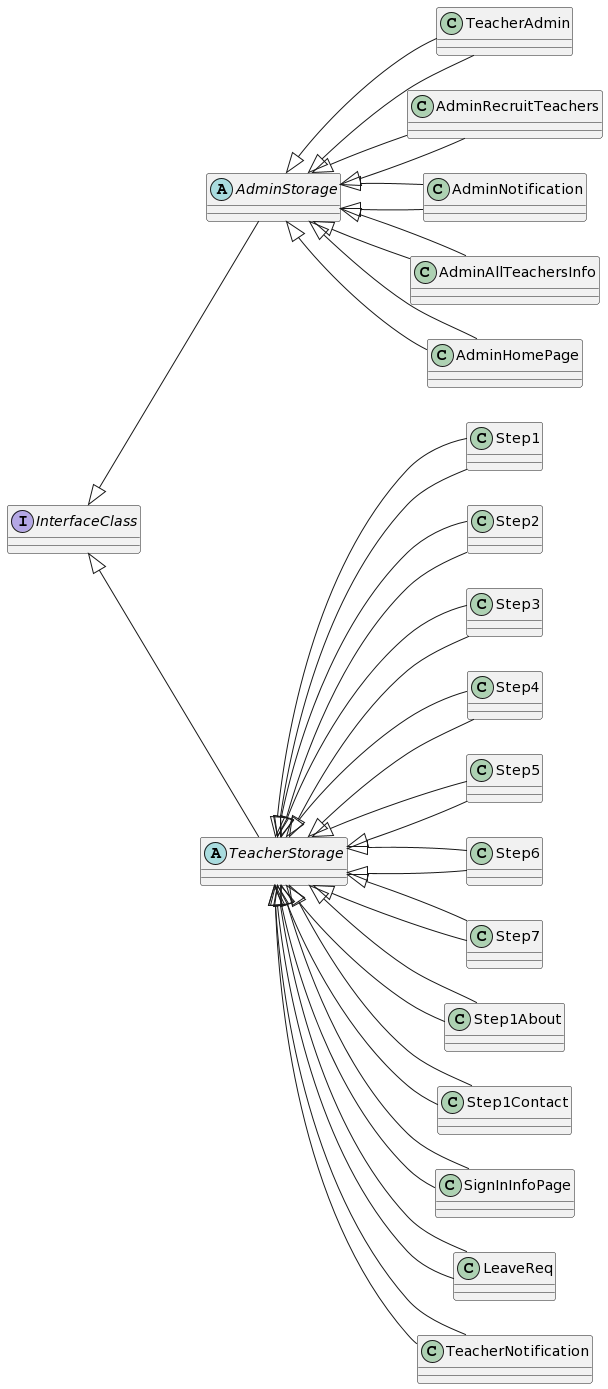 C TeacherAdmin
C AdminRecruitTeachers
A AdminStorage
C AdminNotification
C AdminAllTeachersInfo
C AdminHomePage
C Step1
I InterfaceClass
C Step2
C Step3
C Step4
C Step5
A TeacherStorage
C Step6
C Step7
C Step1About
C Step1Contact
C SignInInfoPage
C LeaveReq
C TeacherNotification